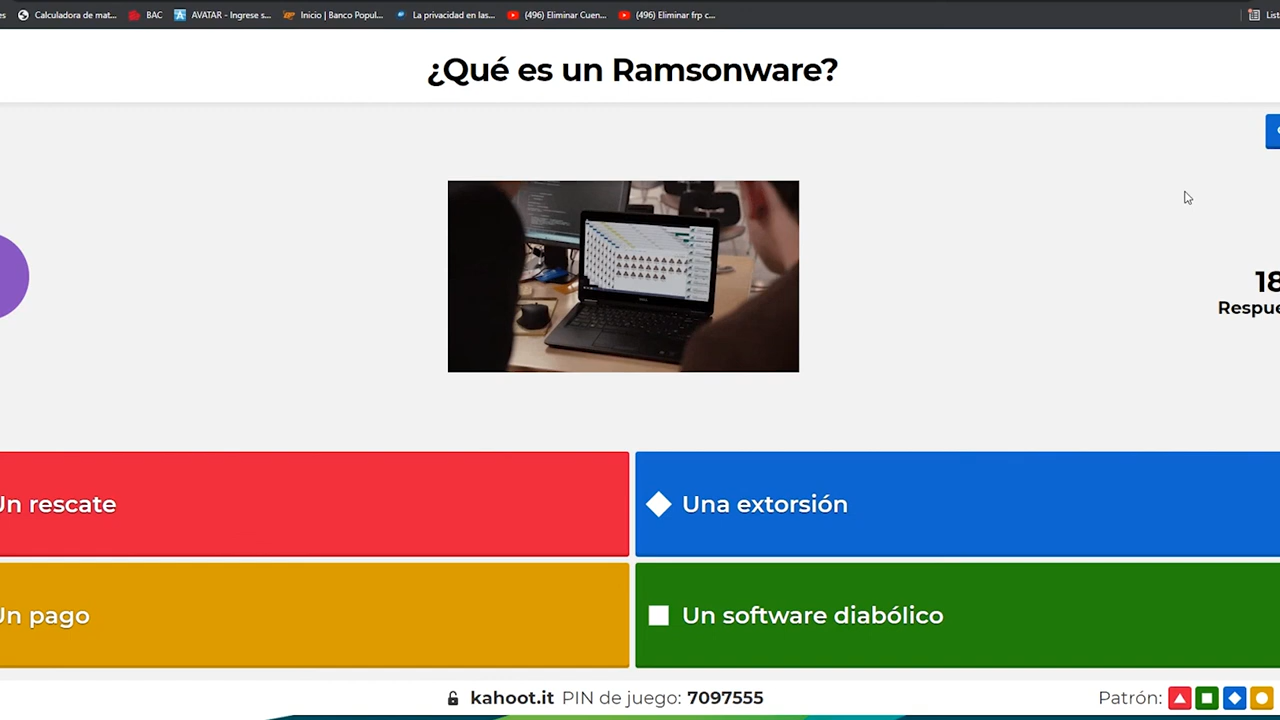 es Calculadora de mat... BAC AVATAR - Ingrese s... Inicio | Banco Popul... La privacidad en las... (496) Eliminar Cuen... (496) Eliminar frp c... List
¿Qué es un Ramsonware?
18
Respue
Un rescate
Una extorsión
Un pago
Un software diabólico
kahoot.it PIN de juego: 7097555
Patrón: